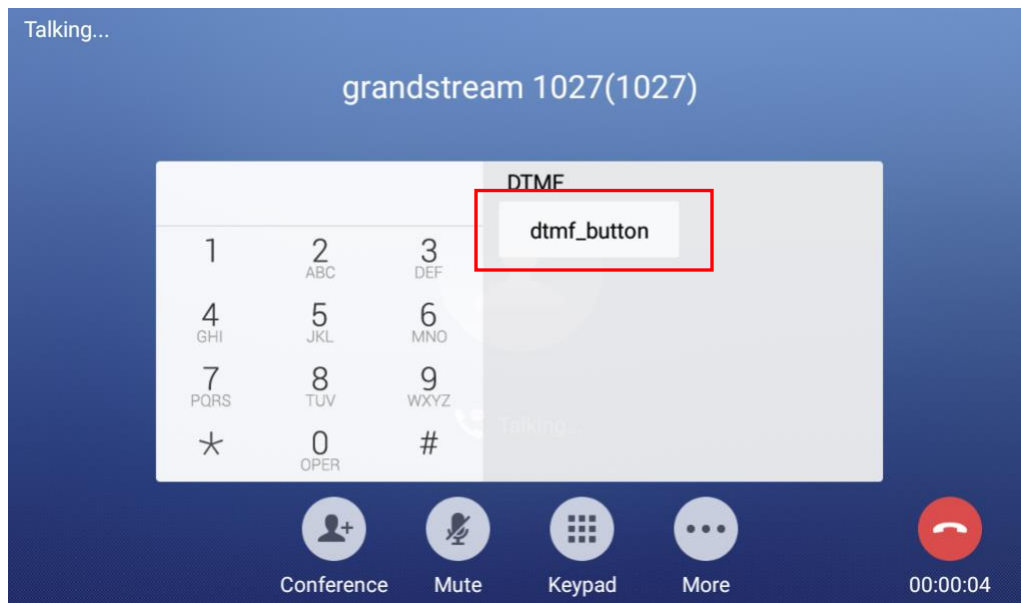 Talking...
grandstream 1027(1027)
DTMF
dtmf_button
1 2 3
ABC DEF
4 5 6
GHI JKL MNO
7 8 9
PQRS TUV WXYZ
Talking...
* 0 #
OPER
Conference Mute Keypad More 00:00:04